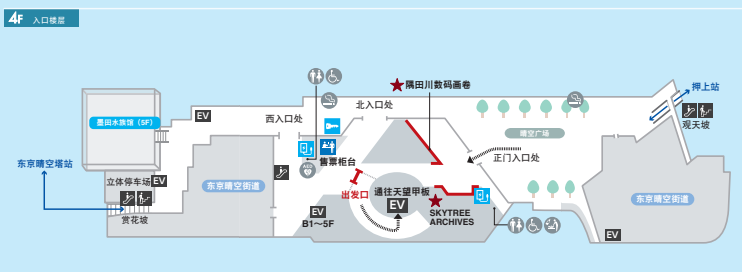 4F 入口楼层
隅田川数码画卷
押上站
北入口处
墨田水族馆（5F）
EV
西入口处
晴空广场
观天坡
售票柜台
正门入口处
东京晴空塔站
AED
立体停车场 EV
东京晴空街道
出发口
通往天望甲板
EV
东京晴空街道
赏花坡
EV
B1～5F
SKYTREE
ARCHIVES
EV